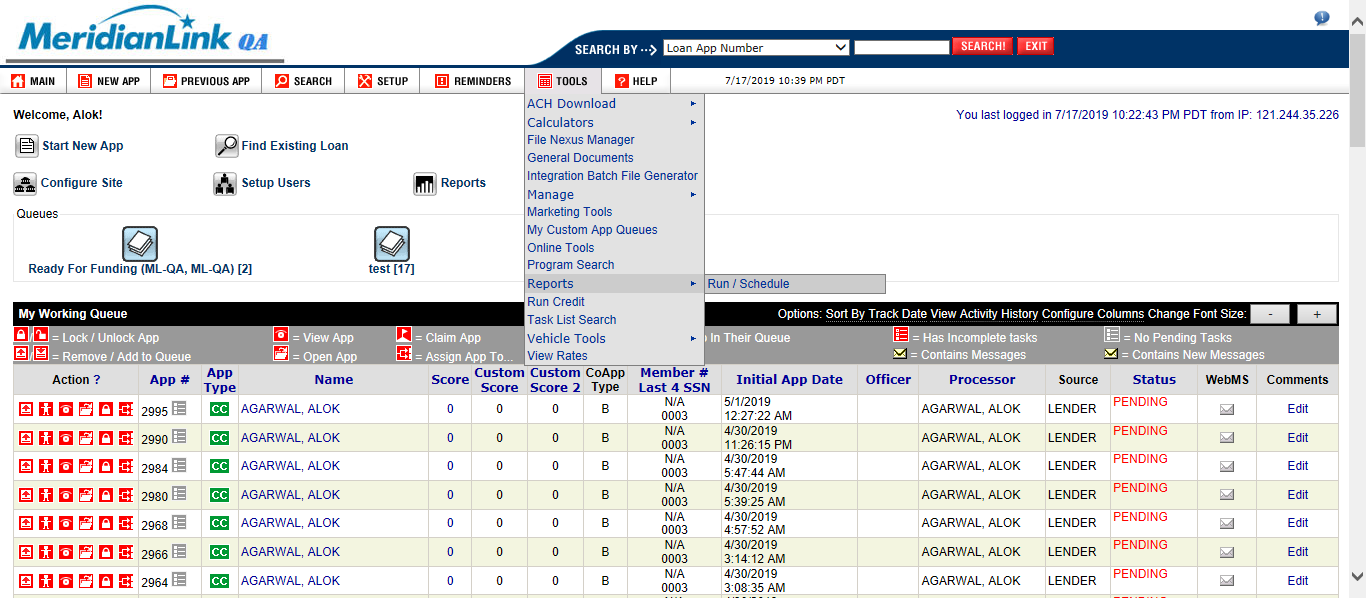 MeridianLink QA
SEARCH BY ···> Loan App Number SEARCH! EXIT
MAIN NEW APP PREVIOUS APP SEARCH SETUP REMINDERS TOOLS ? HELP 7/17/2019 10:39 PM PDT
Welcome, Alok!
You last logged in 7/17/2019 10:22:43 PM PDT from IP: 121.244.35.226
Start New App Find Existing Loan
Configure Site Setup Users Reports
Queues
Ready For Funding (ML-QA, ML-QA) [2] test [17]
ACH Download
Calculators
File Nexus Manager
General Documents
Integration Batch File Generator
Manage
Marketing Tools
My Custom App Queues
Online Tools
Program Search
Reports Run / Schedule
Run Credit
Task List Search
Vehicle Tools
View Rates
My Working Queue Options: Sort By Track Date View Activity History Configure Columns Change Font Size: - +
/ = Lock / Unlock App = View App = Claim App In Their Queue = Has Incomplete tasks = No Pending Tasks
/ = Remove / Add to Queue = Open App = Assign App To... = Contains Messages = Contains New Messages
Action ? App # App Type Name Score Custom Score Custom Score 2 CoApp Type Member # Last 4 SSN Initial App Date Officer Processor Source Status WebMS Comments
2995 CC AGARWAL, ALOK 0 0 0 B N/A 0003 5/1/2019 12:27:22 AM AGARWAL, ALOK LENDER PENDING Edit
2990 CC AGARWAL, ALOK 0 0 0 B N/A 0003 4/30/2019 11:26:15 PM AGARWAL, ALOK LENDER PENDING Edit
2984 CC AGARWAL, ALOK 0 0 0 B N/A 0003 4/30/2019 5:47:44 AM AGARWAL, ALOK LENDER PENDING Edit
2980 CC AGARWAL, ALOK 0 0 0 B N/A 0003 4/30/2019 5:39:25 AM AGARWAL, ALOK LENDER PENDING Edit
2968 CC AGARWAL, ALOK 0 0 0 B N/A 0003 4/30/2019 4:57:52 AM AGARWAL, ALOK LENDER PENDING Edit
2966 CC AGARWAL, ALOK 0 0 0 B N/A 0003 4/30/2019 3:14:12 AM AGARWAL, ALOK LENDER PENDING Edit
2964 CC AGARWAL, ALOK 0 0 0 B N/A 0003 4/30/2019 3:08:35 AM AGARWAL, ALOK LENDER PENDING Edit